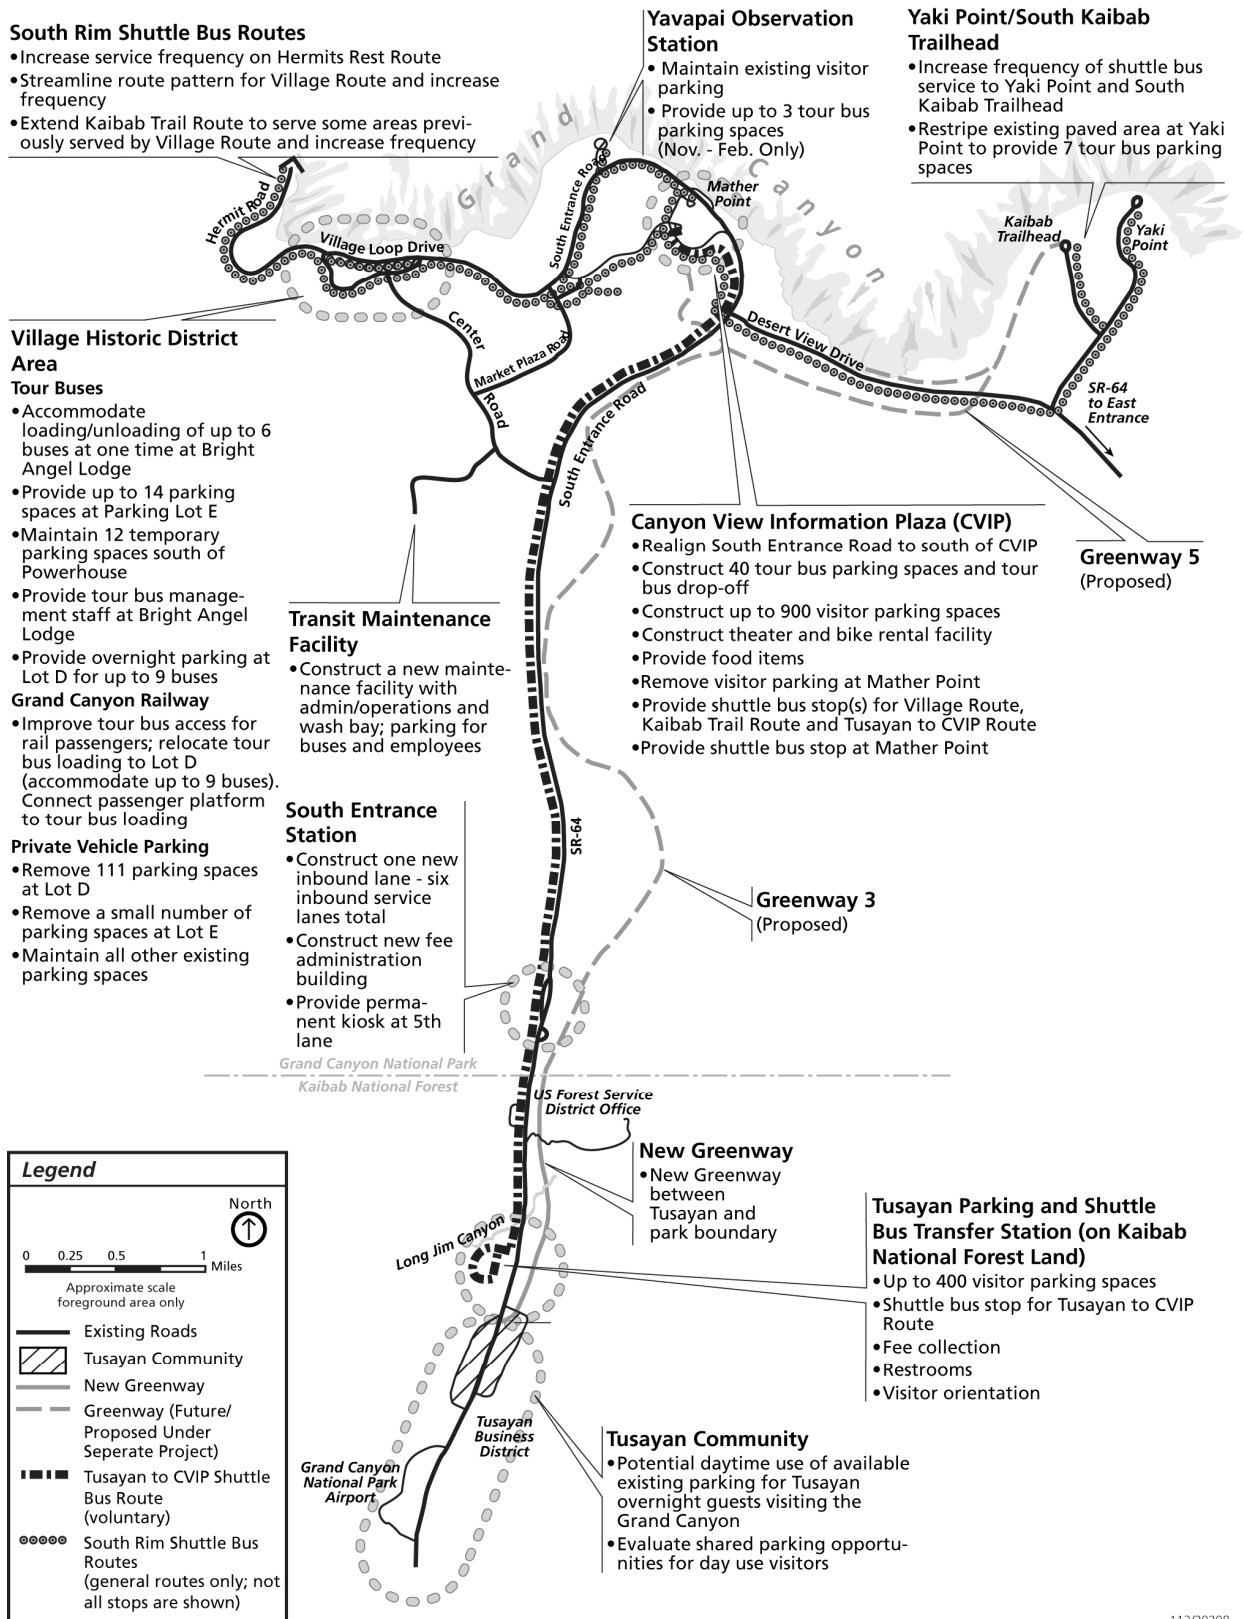 South Rim Shuttle Bus Routes
•Increase service frequency on Hermits Rest Route
•Streamline route pattern for Village Route and increase
frequency
•Extend Kaibab Trail Route to serve some areas previ-
ously served by Village Route and increase frequency
Yavapai Observation
Station
• Maintain existing visitor
parking
• Provide up to 3 tour bus
parking spaces
(Nov. - Feb. Only)
Yaki Point/South Kaibab
Trailhead
•Increase frequency of shuttle bus
service to Yaki Point and South
Kaibab Trailhead
•Restripe existing paved area at Yaki
Point to provide 7 tour bus parking
spaces
Grand Canyon
Hermit Road
Village Loop Drive
South Entrance Road
Mather
Point
Kaibab
Trailhead
Yaki
Point
Center
Road
Market Plaza Road
Desert View Drive
South Entrance Road
SR-64
to East
Entrance
Village Historic District
Area
Tour Buses
•Accommodate
loading/unloading of up to 6
buses at one time at Bright
Angel Lodge
•Provide up to 14 parking
spaces at Parking Lot E
•Maintain 12 temporary
parking spaces south of
Powerhouse
•Provide tour bus manage-
ment staff at Bright Angel
Lodge
•Provide overnight parking at
Lot D for up to 9 buses
Grand Canyon Railway
•Improve tour bus access for
rail passengers; relocate tour
bus loading to Lot D
(accommodate up to 9 buses).
Connect passenger platform
to tour bus loading
Private Vehicle Parking
•Remove 111 parking spaces
at Lot D
•Remove a small number of
parking spaces at Lot E
•Maintain all other existing
parking spaces
Transit Maintenance
Facility
•Construct a new mainte-
nance facility with
admin/operations and
wash bay; parking for
buses and employees
Canyon View Information Plaza (CVIP)
•Realign South Entrance Road to south of CVIP
•Construct 40 tour bus parking spaces and tour
bus drop-off
•Construct up to 900 visitor parking spaces
•Construct theater and bike rental facility
•Provide food items
•Remove visitor parking at Mather Point
•Provide shuttle bus stop(s) for Village Route,
Kaibab Trail Route and Tusayan to CVIP Route
•Provide shuttle bus stop at Mather Point
Greenway 5
(Proposed)
South Entrance
Station
•Construct one new
inbound lane - six
inbound service
lanes total
•Construct new fee
administration
building
•Provide perma-
nent kiosk at 5th
lane
SR-64
Greenway 3
(Proposed)
Grand Canyon National Park
Kaibab National Forest
US Forest Service
District Office
New Greenway
•New Greenway
between
Tusayan and
park boundary
Long Jim Canyon
Tusayan Parking and Shuttle
Bus Transfer Station (on Kaibab
National Forest Land)
•Up to 400 visitor parking spaces
•Shuttle bus stop for Tusayan to CVIP
Route
•Fee collection
•Restrooms
•Visitor orientation
Tusayan
Business
District
Grand Canyon
National Park
Airport
Tusayan Community
•Potential daytime use of available
existing parking for Tusayan
overnight guests visiting the
Grand Canyon
•Evaluate shared parking opportu-
nities for day use visitors
Legend
North
0 0.25 0.5 1
Miles
Approximate scale
foreground area only
Existing Roads
Tusayan Community
New Greenway
Greenway (Future/
Proposed Under
Seperate Project)
Tusayan to CVIP Shuttle
Bus Route
(voluntary)
South Rim Shuttle Bus
Routes
(general routes only; not
all stops are shown)